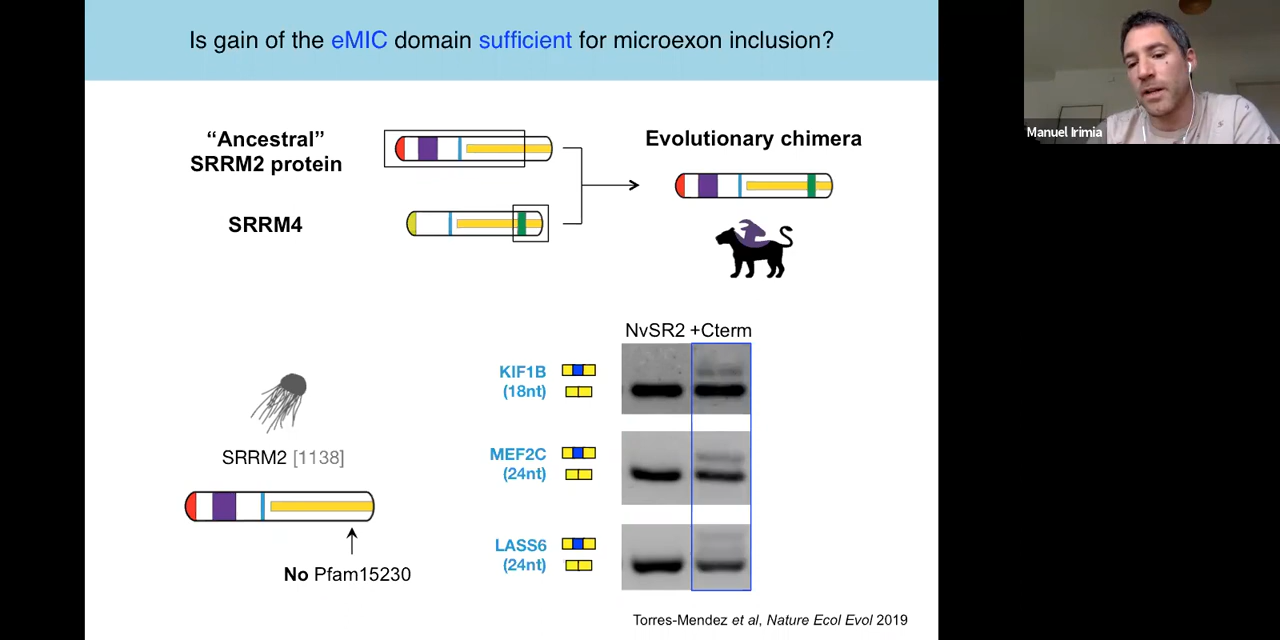 Is gain of the eMIC domain sufficient for microexon inclusion?
Manuel Irimia
“Ancestral”
SRRM2 protein
SRRM4
Evolutionary chimera
NvSR2 +Cterm
KIF1B
(18nt)
MEF2C
(24nt)
LASS6
(24nt)
SRRM2 [1138]
No Pfam15230
Torres-Mendez et al, Nature Ecol Evol 2019